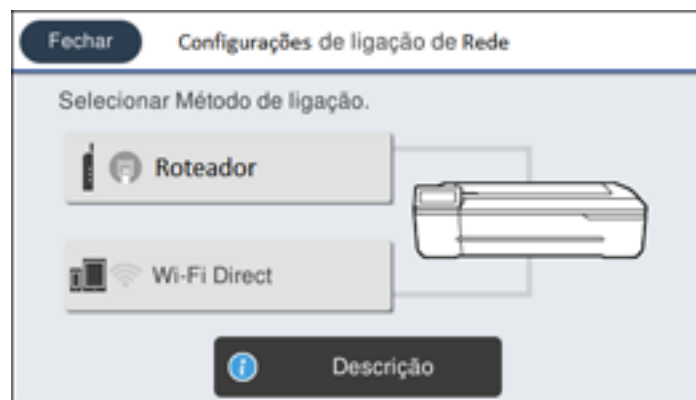 Fechar Configurações de ligação de Rede
Selecionar Método de ligação.
Roteador
Wi-Fi Direct
Descrição